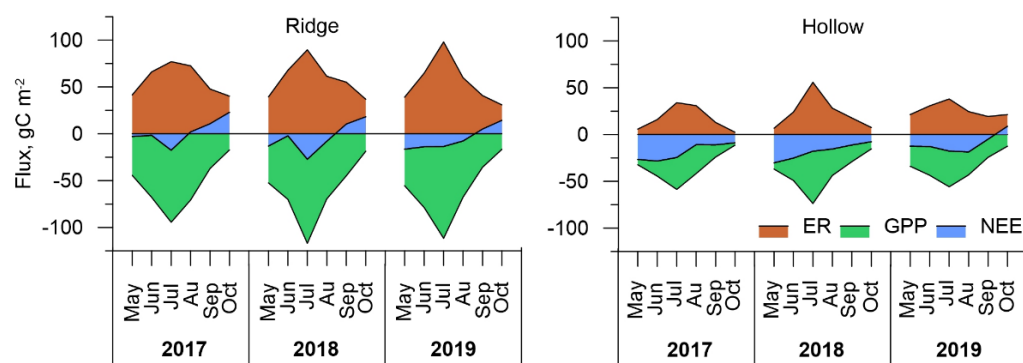 Ridge
Hollow
Flux, gC m⁻²
100
50
0
-50
-100
100
50
0
-50
-100
ER GPP NEE
May Jun Jul Au Sep Oct May Jun Jul Au Sep Oct May Jun Jul Au Sep Oct
2017 2018 2019
May Jun Jul Au Sep Oct May Jun Jul Au Sep Oct May Jun Jul Au Sep Oct
2017 2018 2019